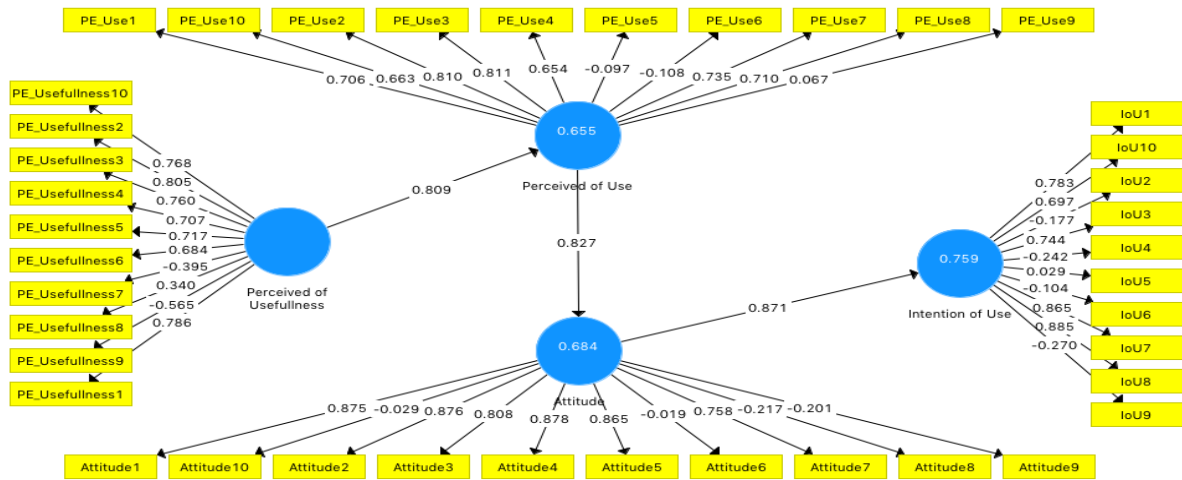 PE_Use1 PE_Use10 PE_Use2 PE_Use3 PE_Use4 PE_Use5 PE_Use6 PE_Use7 PE_Use8 PE_Use9
0.706 0.663 0.810 0.811 0.654 -0.097 -0.108 0.735 0.710 0.067
0.655
Perceived of Use
PE_Usefullness10
PE_Usefullness2
PE_Usefullness3
PE_Usefullness4
PE_Usefullness5
PE_Usefullness6
PE_Usefullness7
PE_Usefullness8
PE_Usefullness9
PE_Usefullness1
0.768
0.805
0.760
0.707
0.717
0.684
-0.395
0.340
-0.565
0.786
Perceived of
Usefullness
0.809
0.827
0.684
Attitude
0.871
0.759
Intention of Use
0.783
0.697
-0.177
0.744
-0.242
0.029
-0.104
0.865
0.885
-0.270
IoU1
IoU10
IoU2
IoU3
IoU4
IoU5
IoU6
IoU7
IoU8
IoU9
0.875 -0.029 0.876 0.808 0.878 0.865 -0.019 0.758 -0.217 -0.201
Attitude1 Attitude10 Attitude2 Attitude3 Attitude4 Attitude5 Attitude6 Attitude7 Attitude8 Attitude9